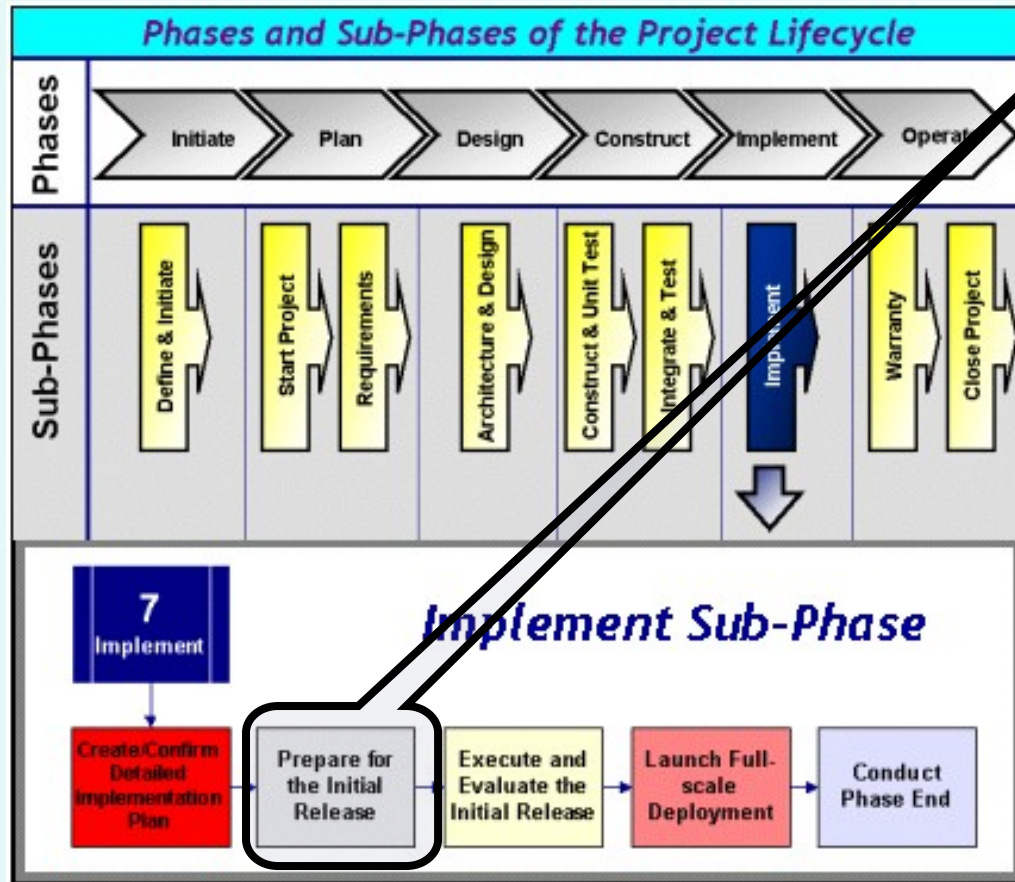 Phases and Sub-Phases of the Project Lifecycle
Phases
Initiate
Plan
Design
Construct
Implement
Operate
Sub-Phases
Define & Initiate
Start Project
Requirements
Architecture & Design
Construct & Unit Test
Integrate & Test
Implement
Warranty
Close Project
7
Implement
Implement Sub-Phase
Create/Confirm
Detailed
Implementation
Plan
Prepare for
the Initial
Release
Execute and
Evaluate the
Initial Release
Launch Full-
scale
Deployment
Conduct
Phase End